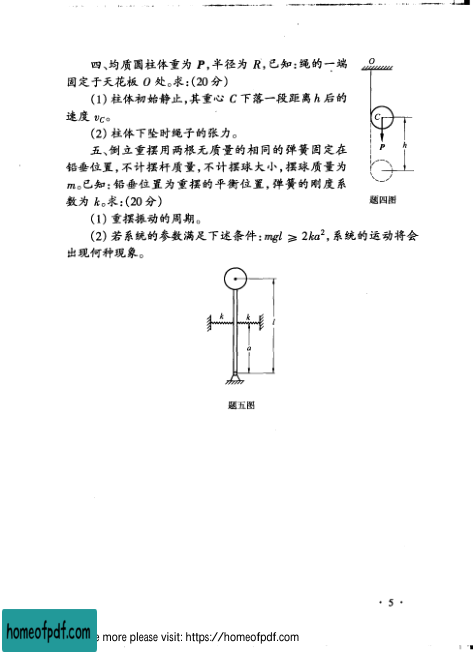 四、均质圆柱体重为 P,半径为 R,已知:绳的一端
固定于天花板 O 处。求:(20分)
(1) 柱体初始静止,其重心 C 下落一段距离 h 后的
速度 v_C。
(2) 柱体下坠时绳子的张力。
O
C
P
h
题四图
五、倒立重摆用两根无质量的相同的弹簧固定在
铅垂位置,不计摆杆质量,不计摆球大小,摆球质量为
m。已知:铅垂位置为重摆的平衡位置,弹簧的刚度系
数为 k。求:(20分)
(1) 重摆振动的周期。
(2) 若系统的参数满足下述条件:mgl ≥ 2ka²,系统的运动将会
出现何种现象。
k
k
l
a
题五图
· 5 ·
homeofpdf.com
e more please visit: https://homeofpdf.com